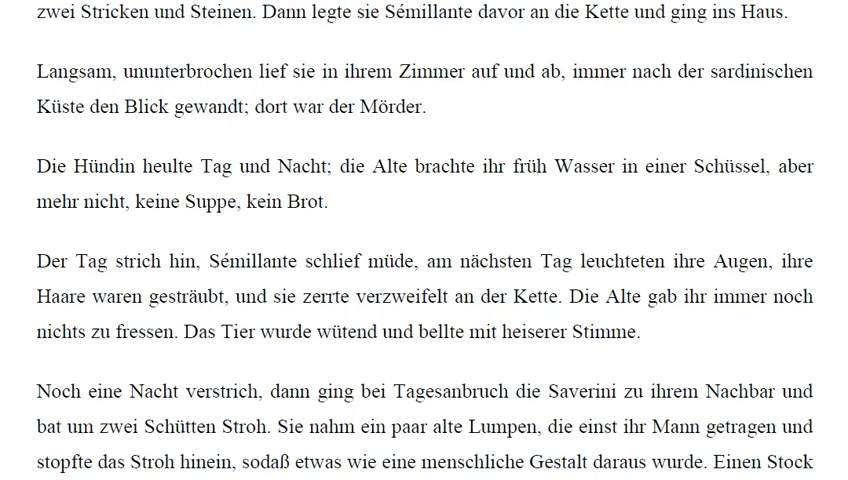 zwei Stricken und Steinen. Dann legte sie Sémillante davor an die Kette und ging ins Haus.
Langsam, ununterbrochen lief sie in ihrem Zimmer auf und ab, immer nach der sardinischen
Küste den Blick gewandt; dort war der Mörder.
Die Hündin heulte Tag und Nacht; die Alte brachte ihr früh Wasser in einer Schüssel, aber
mehr nicht, keine Suppe, kein Brot.
Der Tag strich hin, Sémillante schlief müde, am nächsten Tag leuchteten ihre Augen, ihre
Haare waren gesträubt, und sie zerrte verzweifelt an der Kette. Die Alte gab ihr immer noch
nichts zu fressen. Das Tier wurde wütend und bellte mit heiserer Stimme.
Noch eine Nacht verstrich, dann ging bei Tagesanbruch die Saverini zu ihrem Nachbar und
bat um zwei Schütten Stroh. Sie nahm ein paar alte Lumpen, die einst ihr Mann getragen und
stopfte das Stroh hinein, sodaß etwas wie eine menschliche Gestalt daraus wurde. Einen Stock